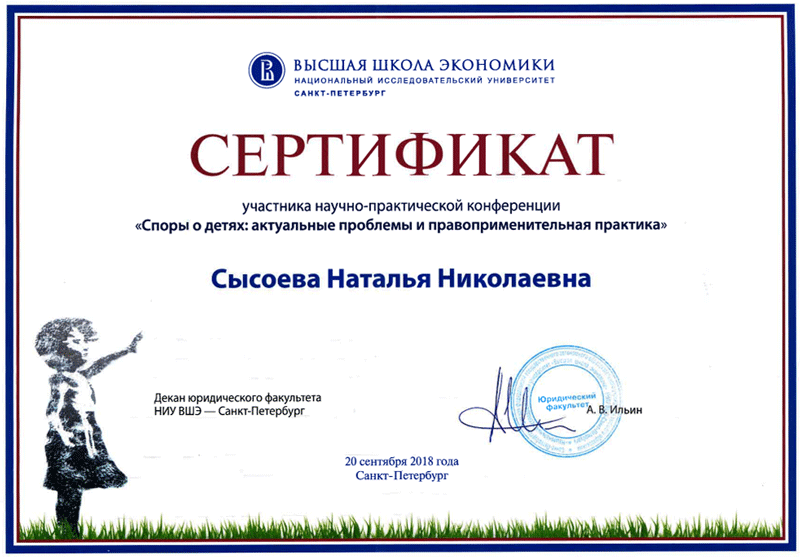 ВЫСШАЯ ШКОЛА ЭКОНОМИКИ
НАЦИОНАЛЬНЫЙ ИССЛЕДОВАТЕЛЬСКИЙ УНИВЕРСИТЕТ
САНКТ-ПЕТЕРБУРГ
СЕРТИФИКАТ
участника научно-практической конференции
«Споры о детях: актуальные проблемы и правоприменительная практика»
Сысоева Наталья Николаевна
Декан юридического факультета
НИУ ВШЭ — Санкт-Петербург
Юридический
факультет
А. В. Ильин
20 сентября 2018 года
Санкт-Петербург